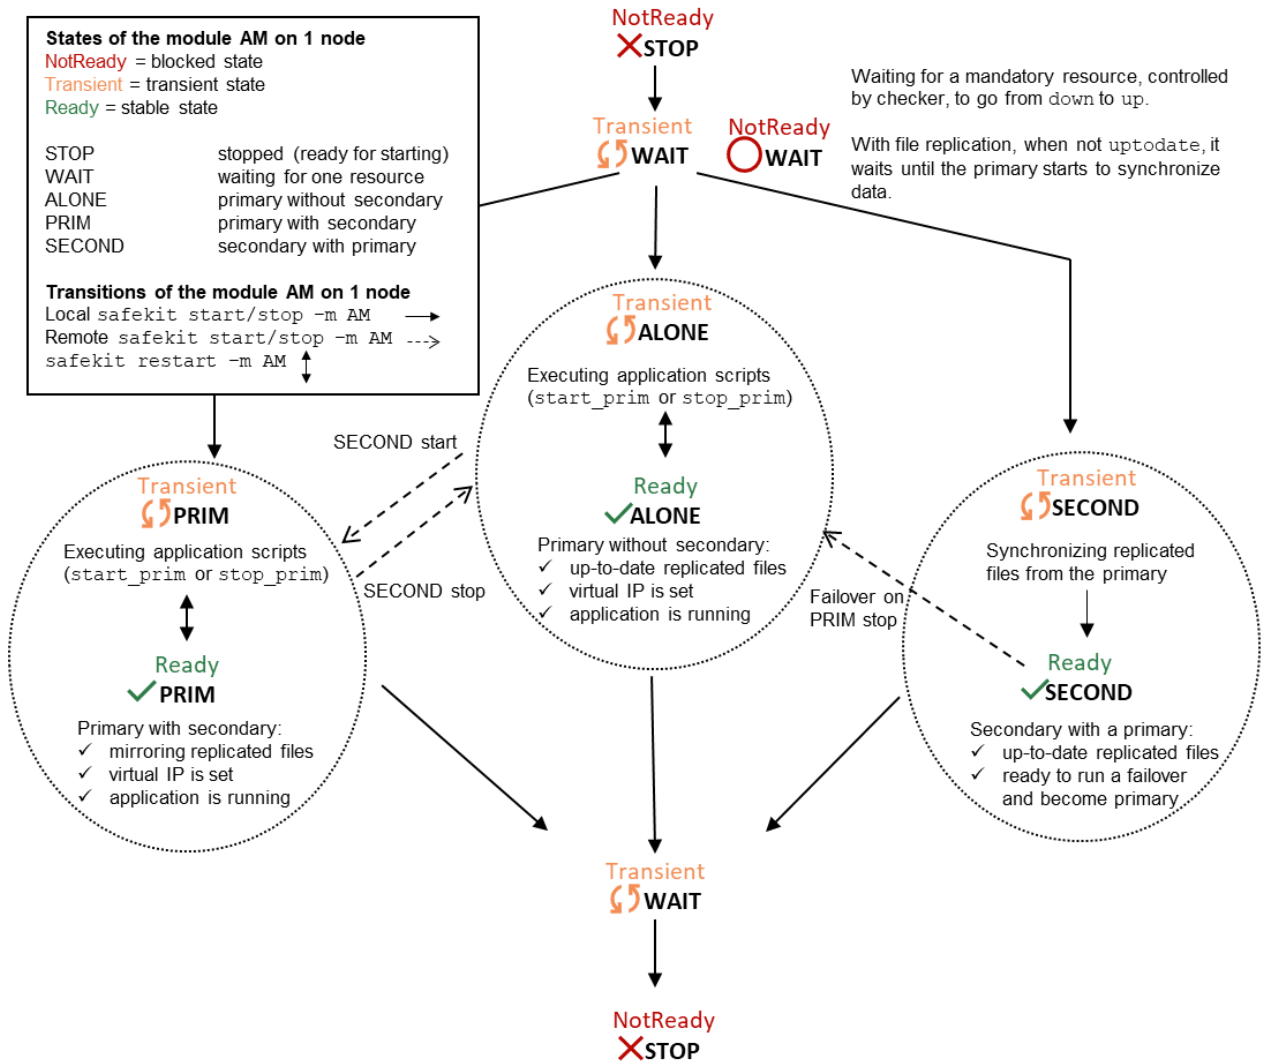 States of the module AM on 1 node
NotReady = blocked state
Transient = transient state
Ready = stable state
STOP stopped (ready for starting)
WAIT waiting for one resource
ALONE primary without secondary
PRIM primary with secondary
SECOND secondary with primary
Transitions of the module AM on 1 node
Local safekit start/stop -m AM
Remote safekit start/stop -m AM
safekit restart -m AM
NotReady
STOP
Transient
WAIT
NotReady
WAIT
Waiting for a mandatory resource, controlled
by checker, to go from down to up.
With file replication, when not uptodate, it
waits until the primary starts to synchronize
data.
Transient
ALONE
Executing application scripts
(start_prim or stop_prim)
Ready
ALONE
Primary without secondary:
✓ up-to-date replicated files
✓ virtual IP is set
✓ application is running
SECOND start
SECOND stop
Transient
PRIM
Executing application scripts
(start_prim or stop_prim)
Ready
PRIM
Primary with secondary:
✓ mirroring replicated files
✓ virtual IP is set
✓ application is running
Failover on
PRIM stop
Transient
SECOND
Synchronizing replicated
files from the primary
Ready
SECOND
Secondary with a primary:
✓ up-to-date replicated files
✓ ready to run a failover
and become primary
Transient
WAIT
NotReady
STOP